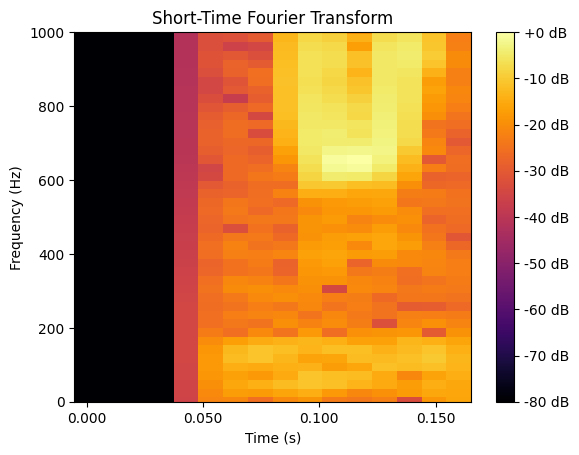 Short-Time Fourier Transform
1000
800
600
400
200
0
Frequency (Hz)
0.000
0.050
0.100
0.150
Time (s)
+0 dB
-10 dB
-20 dB
-30 dB
-40 dB
-50 dB
-60 dB
-70 dB
-80 dB